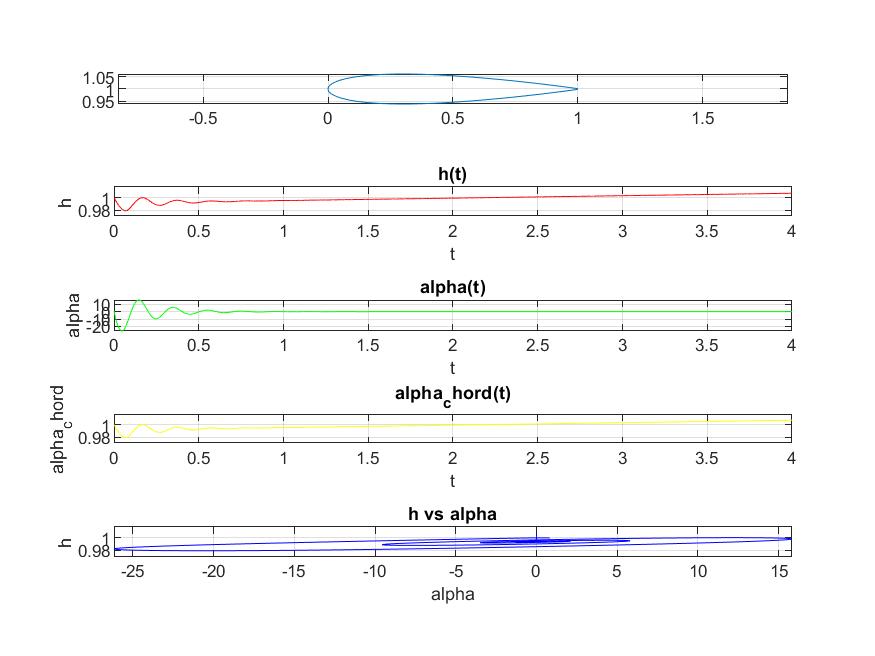 1.05
1
0.95
-0.5 0 0.5 1 1.5
h(t)
h
1
0.98
0 0.5 1 1.5 2 2.5 3 3.5 4
t
alpha(t)
alpha
10
0
-10
-20
0 0.5 1 1.5 2 2.5 3 3.5 4
t
alpha_chord(t)
alpha_chord
1
0.98
0 0.5 1 1.5 2 2.5 3 3.5 4
t
h vs alpha
h
1
0.98
-25 -20 -15 -10 -5 0 5 10 15
alpha